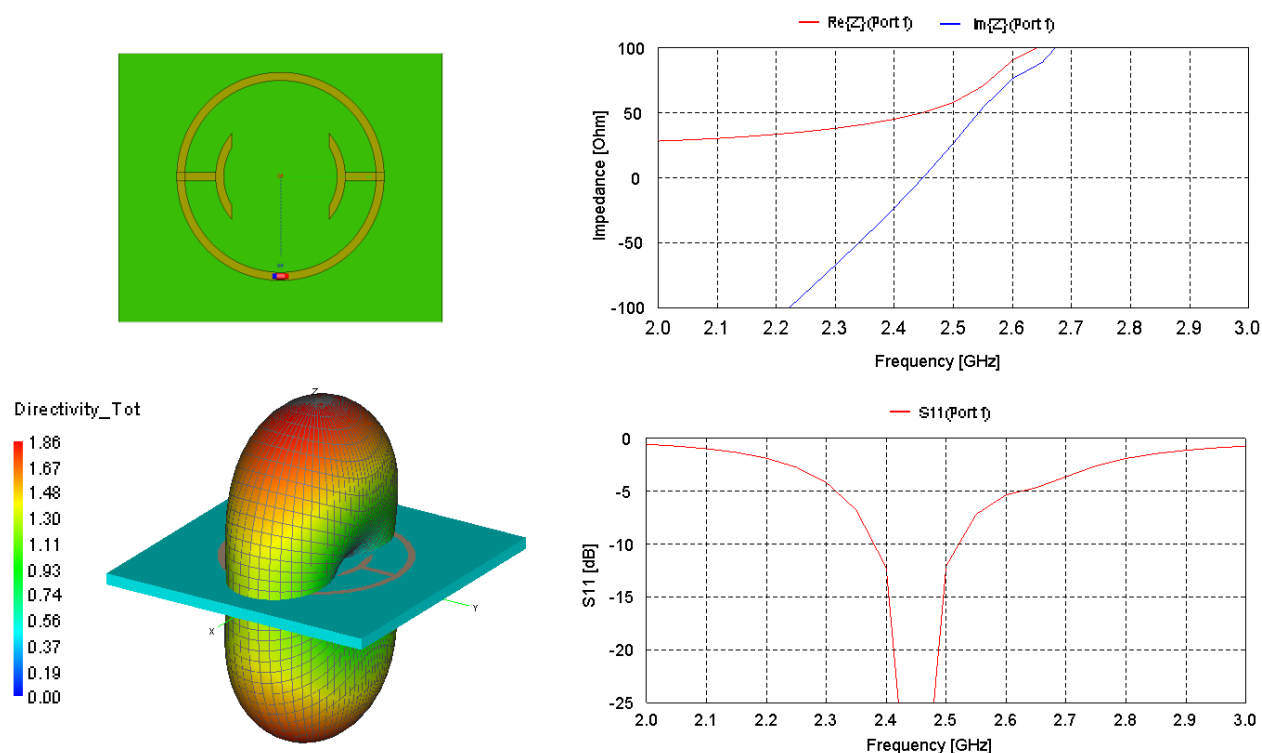 Re{Z}(Port 1) Im{Z}(Port 1)
100
50
0
-50
-100
Impedance [Ohm]
2.0 2.1 2.2 2.3 2.4 2.5 2.6 2.7 2.8 2.9 3.0
Frequency [GHz]
Directivity_Tot
1.86
1.67
1.48
1.30
1.11
0.93
0.74
0.56
0.37
0.19
0.00
Z
Y
X
S11(Port 1)
0
-5
-10
-15
-20
-25
S11 [dB]
2.0 2.1 2.2 2.3 2.4 2.5 2.6 2.7 2.8 2.9 3.0
Frequency [GHz]